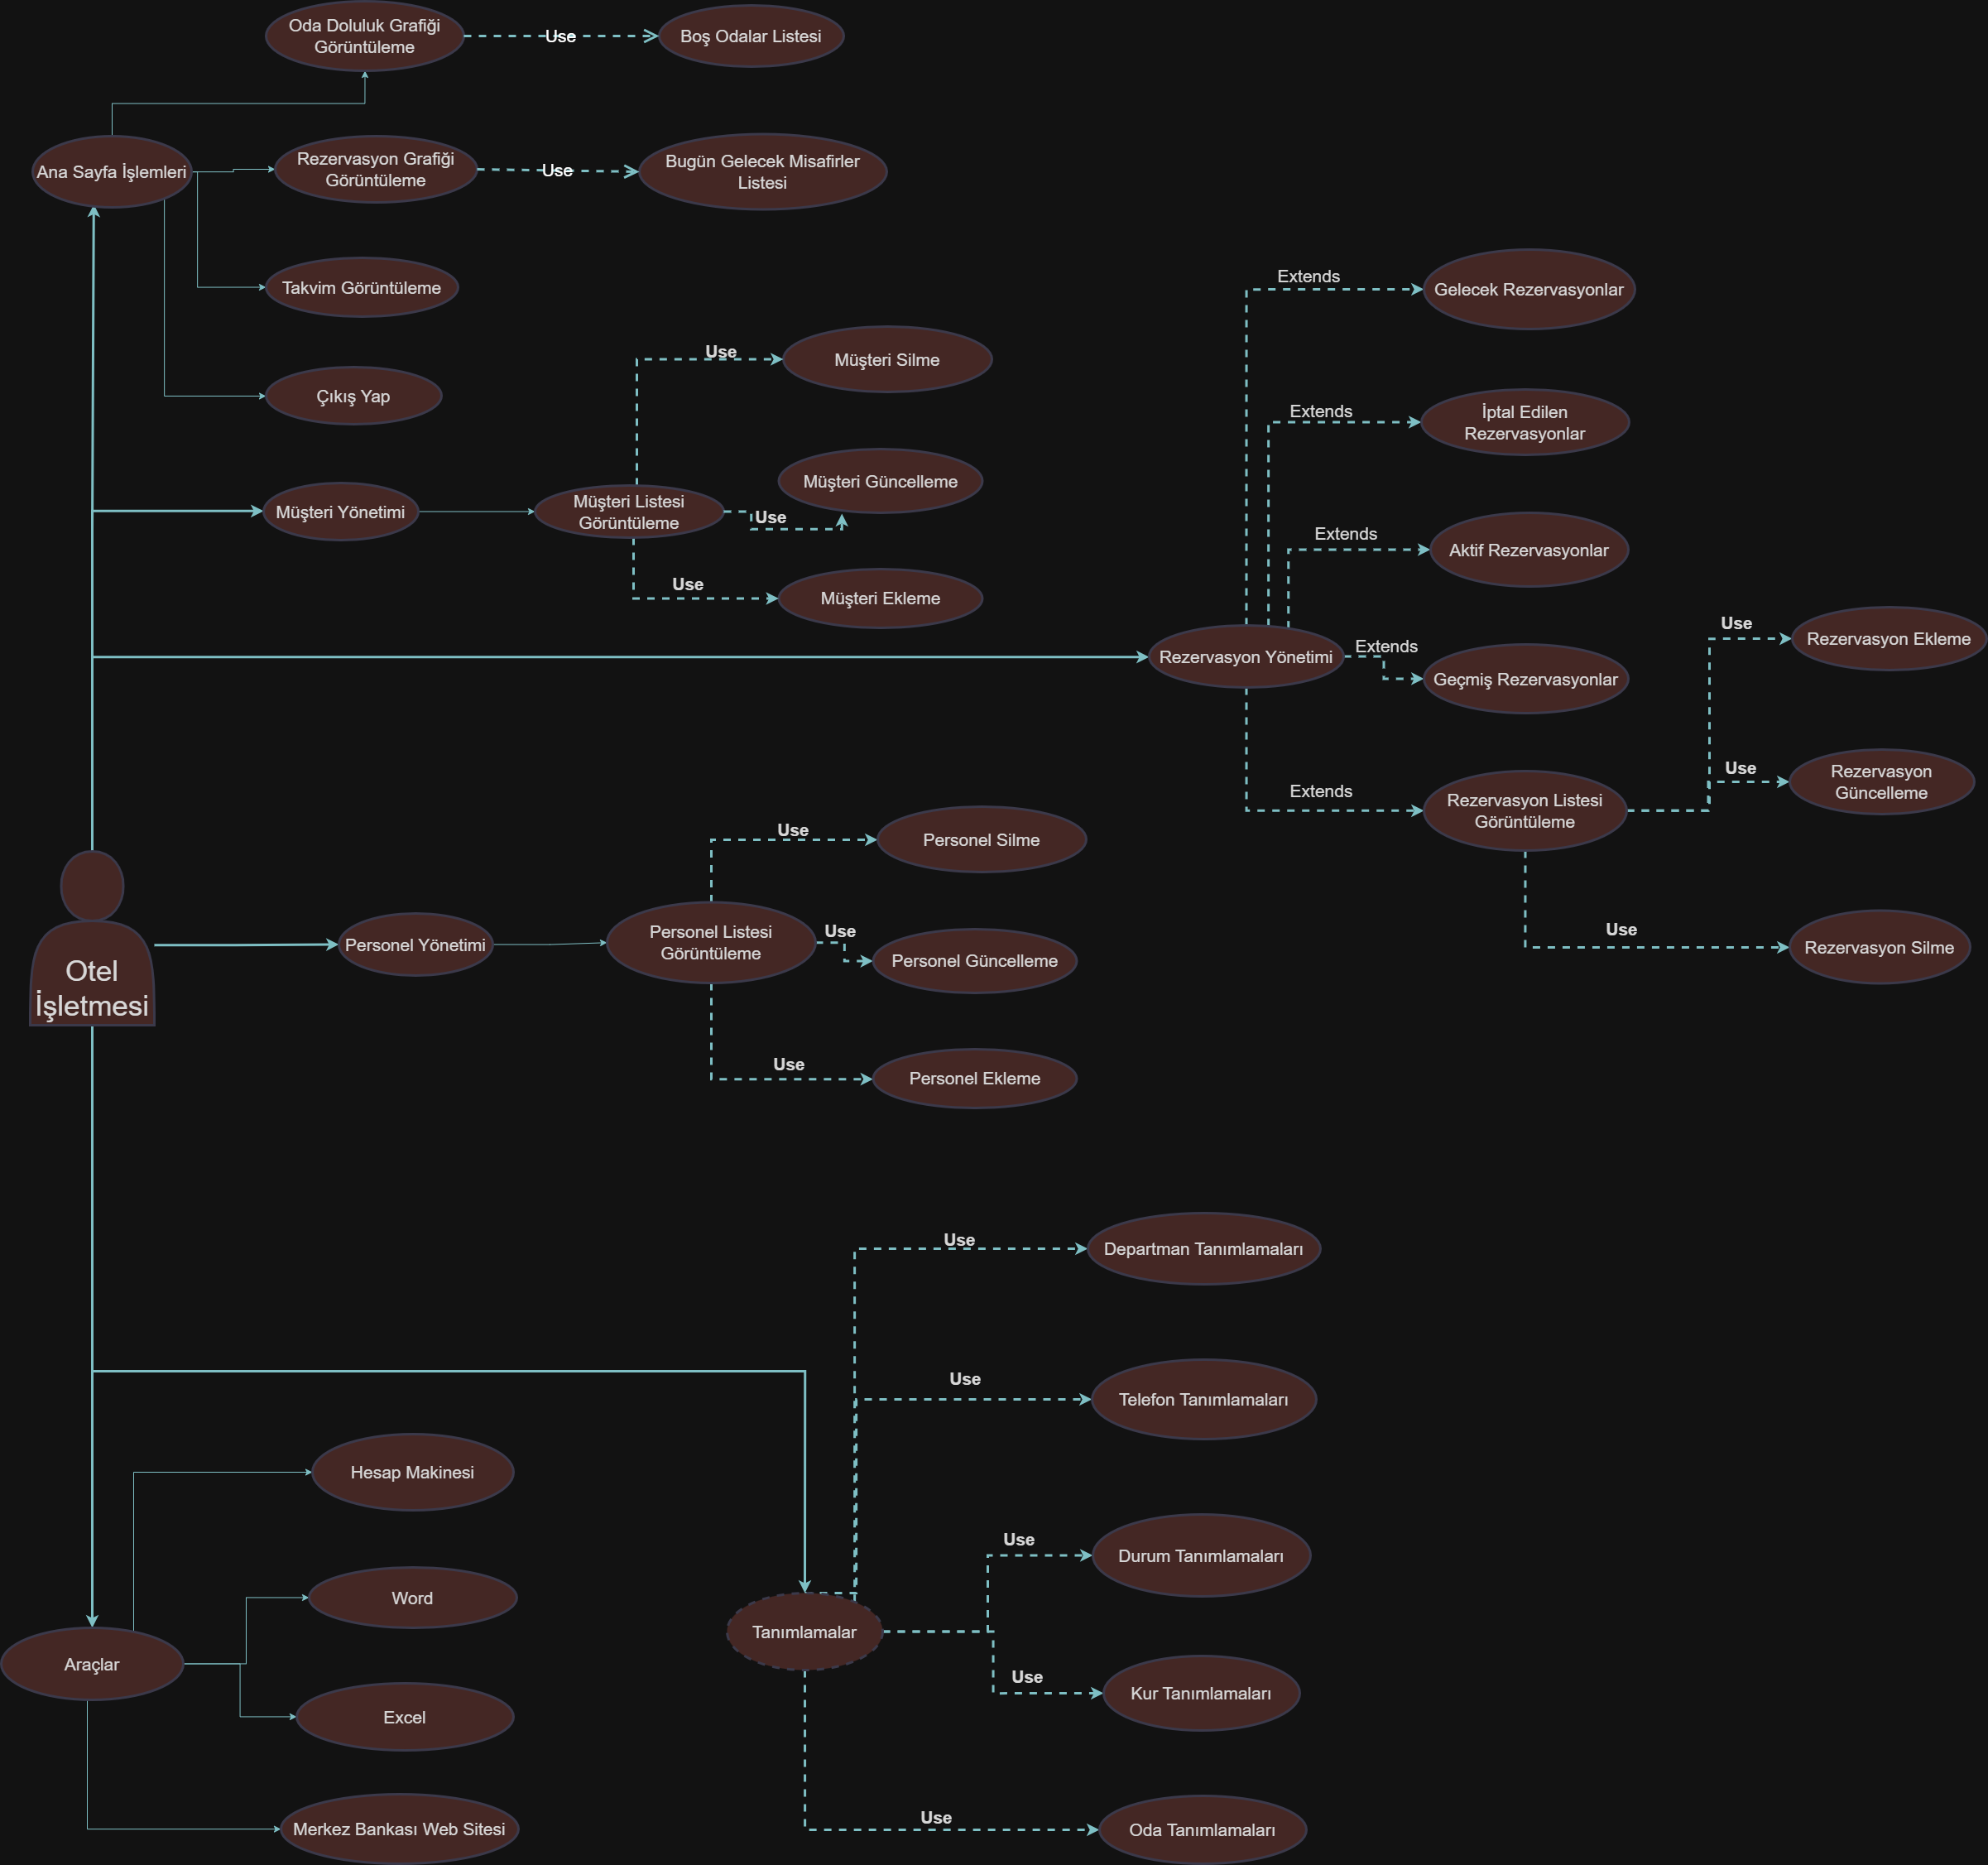 Oda Doluluk Grafiği
Görüntüleme
Use
Boş Odalar Listesi
Ana Sayfa İşlemleri
Rezervasyon Grafiği
Görüntüleme
Use
Bugün Gelecek Misafirler
Listesi
Takvim Görüntüleme
Çıkış Yap
Müşteri Yönetimi
Müşteri Listesi
Görüntüleme
Use
Müşteri Silme
Use
Müşteri Güncelleme
Use
Müşteri Ekleme
Rezervasyon Yönetimi
Extends
Gelecek Rezervasyonlar
Extends
İptal Edilen
Rezervasyonlar
Extends
Aktif Rezervasyonlar
Extends
Geçmiş Rezervasyonlar
Extends
Rezervasyon Listesi
Görüntüleme
Use
Rezervasyon Ekleme
Use
Rezervasyon
Güncelleme
Use
Rezervasyon Silme
Otel
İşletmesi
Personel Yönetimi
Personel Listesi
Görüntüleme
Use
Personel Silme
Use
Personel Güncelleme
Use
Personel Ekleme
Tanımlamalar
Use
Departman Tanımlamaları
Use
Telefon Tanımlamaları
Use
Durum Tanımlamaları
Use
Kur Tanımlamaları
Use
Oda Tanımlamaları
Araçlar
Hesap Makinesi
Word
Excel
Merkez Bankası Web Sitesi